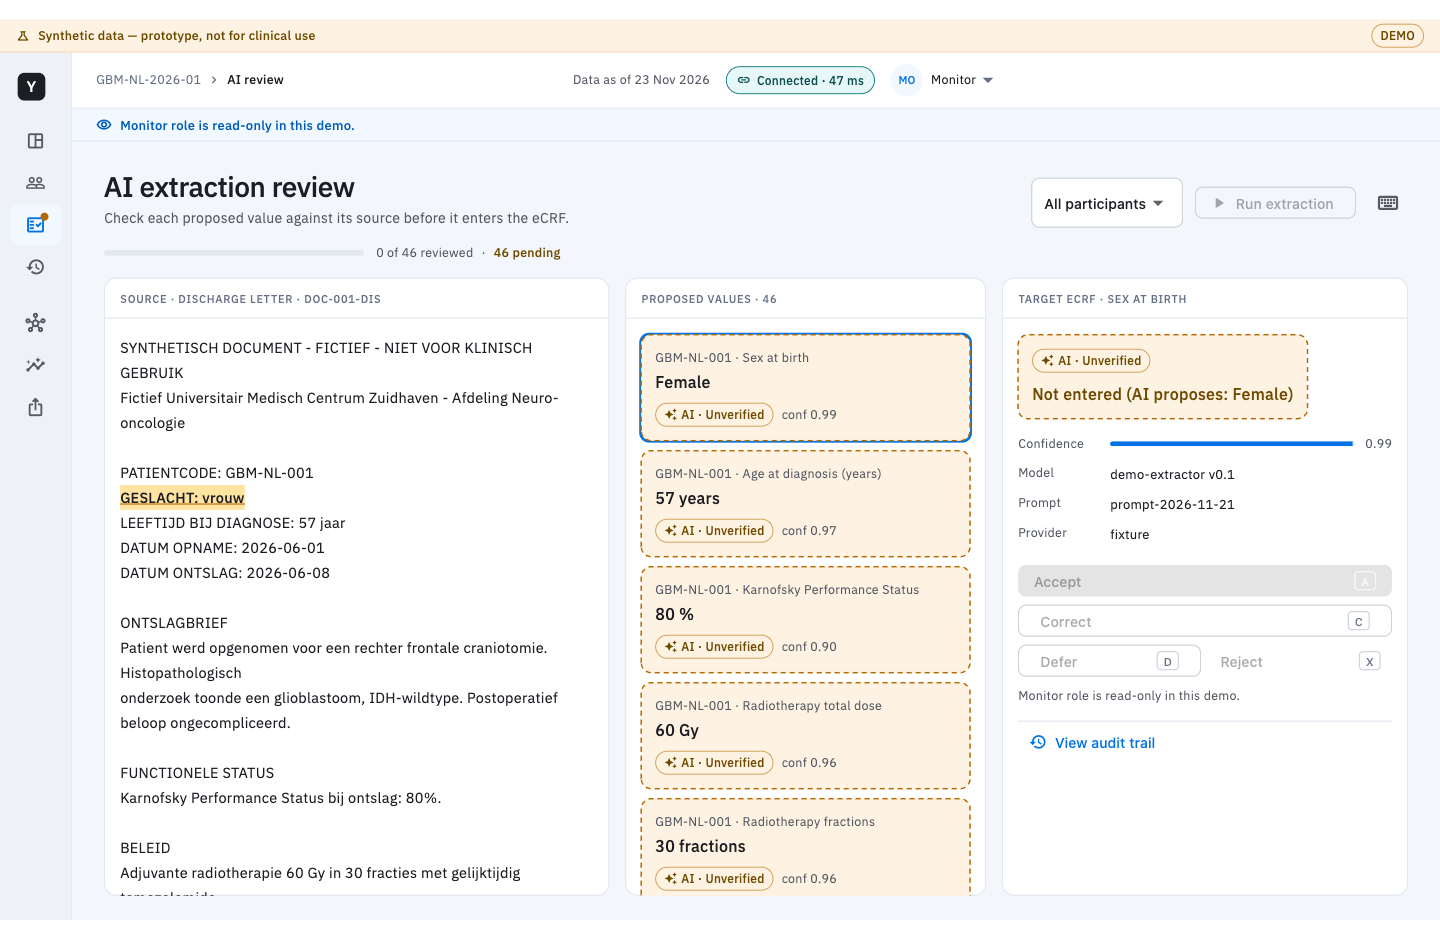 Synthetic data — prototype, not for clinical use
DEMO
Y
GBM-NL-2026-01 > AI review
Data as of 23 Nov 2026
Connected · 47 ms
MO
Monitor
Monitor role is read-only in this demo.
AI extraction review
Check each proposed value against its source before it enters the eCRF.
All participants
Run extraction
0 of 46 reviewed · 46 pending
SOURCE · DISCHARGE LETTER · DOC-001-DIS
SYNTHETISCH DOCUMENT - FICTIEF - NIET VOOR KLINISCH
GEBRUIK
Fictief Universitair Medisch Centrum Zuidhaven - Afdeling Neuro-
oncologie
PATIENTCODE: GBM-NL-001
GESLACHT: vrouw
LEEFTIJD BIJ DIAGNOSE: 57 jaar
DATUM OPNAME: 2026-06-01
DATUM ONTSLAG: 2026-06-08
ONTSLAGBRIEF
Patient werd opgenomen voor een rechter frontale craniotomie.
Histopathologisch
onderzoek toonde een glioblastoom, IDH-wildtype. Postoperatief
beloop ongecompliceerd.
FUNCTIONELE STATUS
Karnofsky Performance Status bij ontslag: 80%.
BELEID
Adjuvante radiotherapie 60 Gy in 30 fracties met gelijktijdig
PROPOSED VALUES · 46
GBM-NL-001 · Sex at birth
Female
AI · Unverified
conf 0.99
GBM-NL-001 · Age at diagnosis (years)
57 years
AI · Unverified
conf 0.97
GBM-NL-001 · Karnofsky Performance Status
80 %
AI · Unverified
conf 0.90
GBM-NL-001 · Radiotherapy total dose
60 Gy
AI · Unverified
conf 0.96
GBM-NL-001 · Radiotherapy fractions
30 fractions
AI · Unverified
conf 0.96
TARGET ECRF · SEX AT BIRTH
AI · Unverified
Not entered (AI proposes: Female)
Confidence
0.99
Model
demo-extractor v0.1
Prompt
prompt-2026-11-21
Provider
fixture
Accept
A
Correct
C
Defer
D
Reject
X
Monitor role is read-only in this demo.
View audit trail